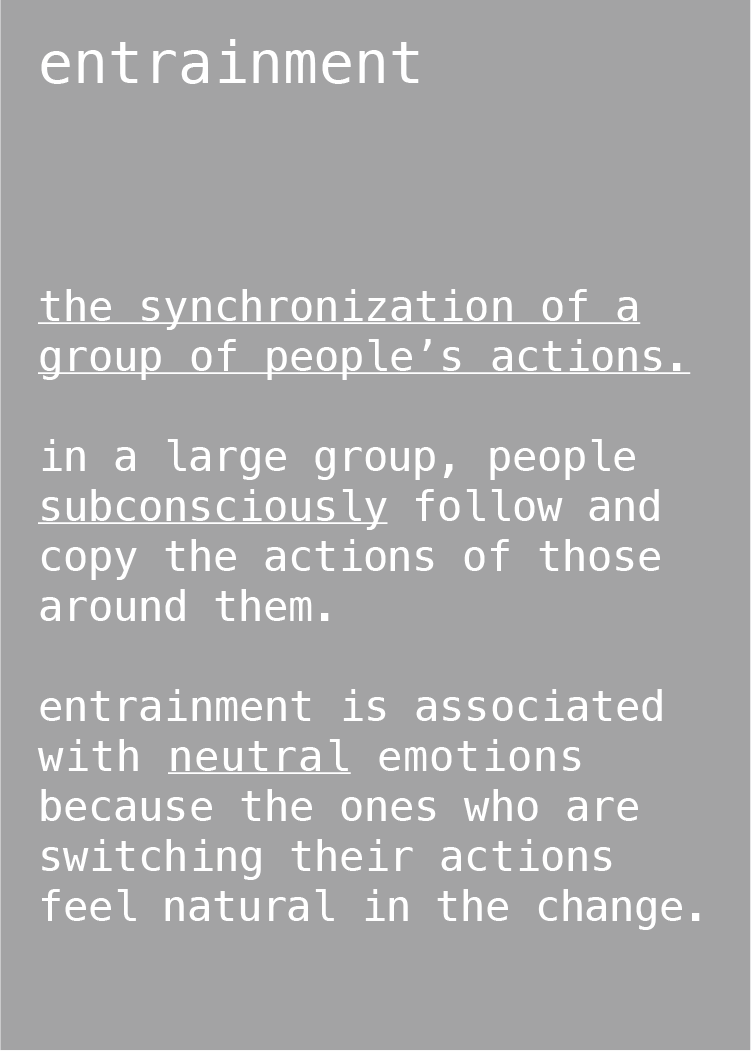 entrainment
the synchronization of a
group of people’s actions.
in a large group, people
subconsciously follow and
copy the actions of those
around them.
entrainment is associated
with neutral emotions
because the ones who are
switching their actions
feel natural in the change.